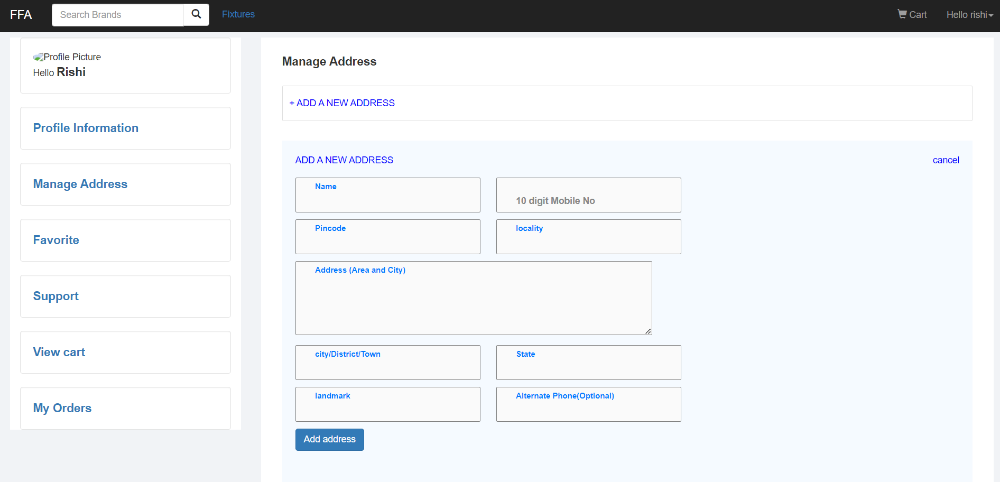 FFA
Search Brands
Fixtures
Cart
Hello rishi
Profile Picture
Hello Rishi
Profile Information
Manage Address
Favorite
Support
View cart
My Orders
Manage Address
+ ADD A NEW ADDRESS
ADD A NEW ADDRESS
cancel
Name
10 digit Mobile No
Pincode
locality
Address (Area and City)
city/District/Town
State
landmark
Alternate Phone(Optional)
Add address